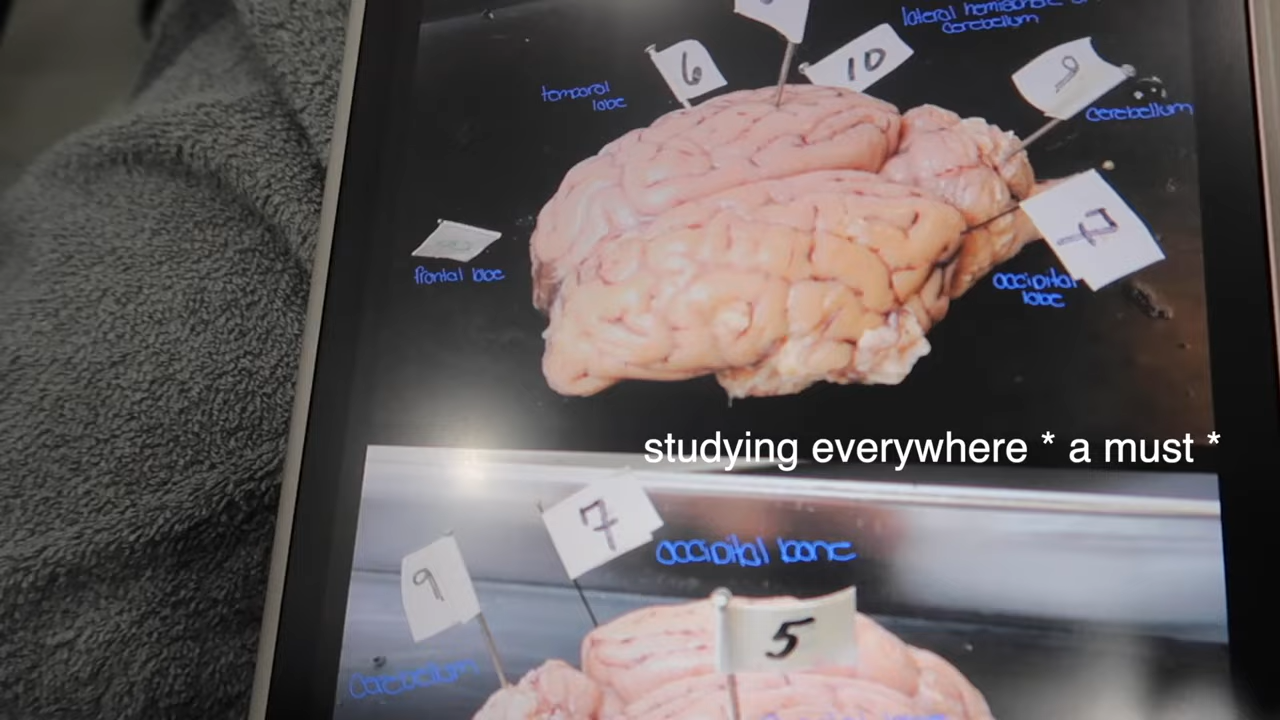 lateral hemisphere
cerebellum
6
10
9
temporal
lobe
cerebellum
7
frontal lobe
occipital
lobe
studying everywhere * a must *
7
occipital bone
9
5
cerebellum